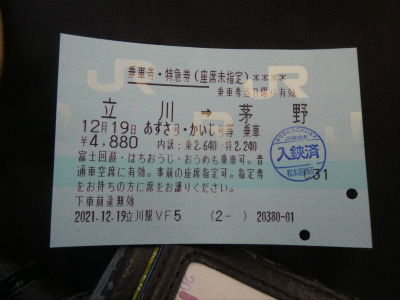 乗車券・特急券(座席未指定)****
乗車券当日限り有効
立川 → 茅野
12月19日 あずさ号・かいじ号等 乗車
¥4,880 内訳:乗2,640・特2,240
富士回遊・はちおうじ・おうめも乗車可。普
通車空席に有効。事前の座席指定可。指定券
をお持ちの方に席をお譲りください。
下車前途無効
2021.12.19立川駅VF5 (2- ) 20380-01
入鋏済
C31